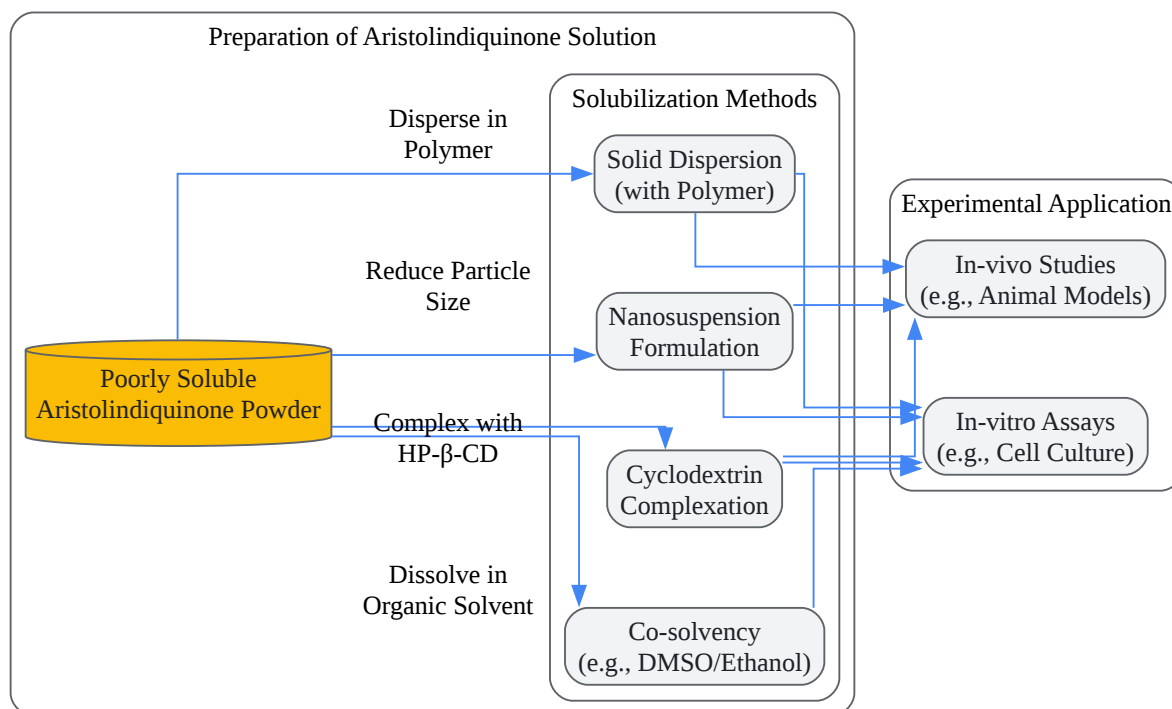 Preparation of Aristolindiquinone Solution
Solubilization Methods
Disperse in
Polymer
Solid Dispersion
(with Polymer)
Experimental Application
In-vivo Studies
(e.g., Animal Models)
Reduce Particle
Size
Nanosuspension
Formulation
Poorly Soluble
Aristolindiquinone Powder
Complex with
HP-β-CD
In-vitro Assays
(e.g., Cell Culture)
Cyclodextrin
Complexation
Dissolve in
Organic Solvent
Co-solvency
(e.g., DMSO/Ethanol)